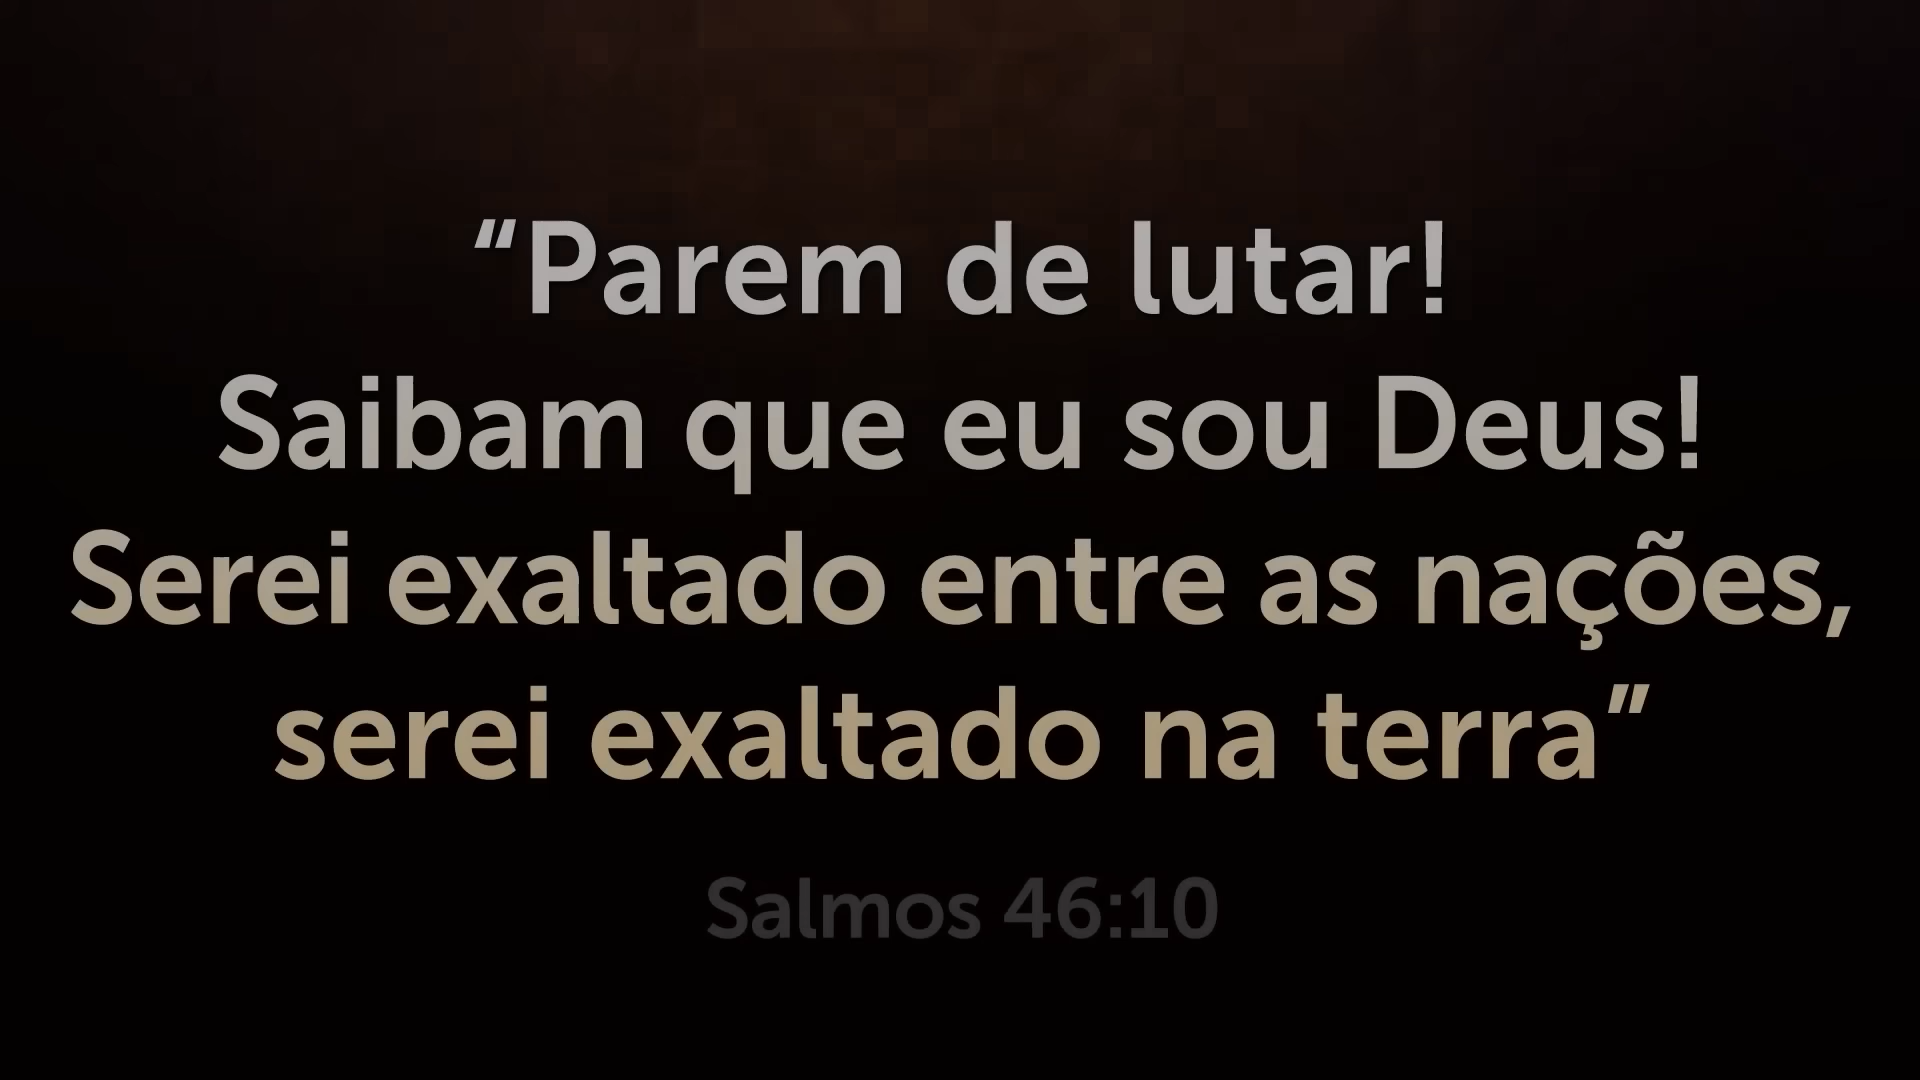 “Parem de lutar!
Saibam que eu sou Deus!
Serei exaltado entre as nações,
serei exaltado na terra”
Salmos 46:10